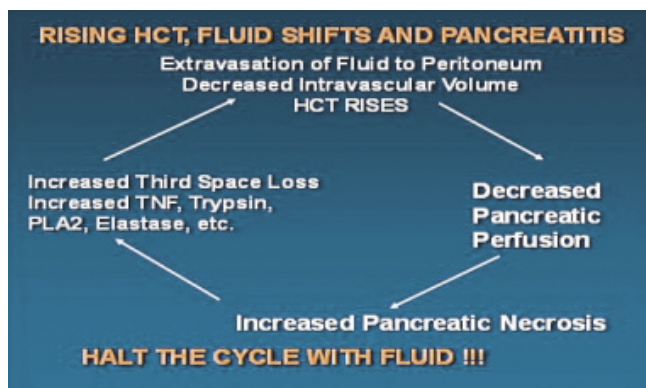 RISING HCT, FLUID SHIFTS AND PANCREATITIS
Extravasation of Fluid to Peritoneum
Decreased Intravascular Volume
HCT RISES
Increased Third Space Loss
Increased TNF, Trypsin,
PLA2, Elastase, etc.
Decreased
Pancreatic
Perfusion
Increased Pancreatic Necrosis
HALT THE CYCLE WITH FLUID !!!